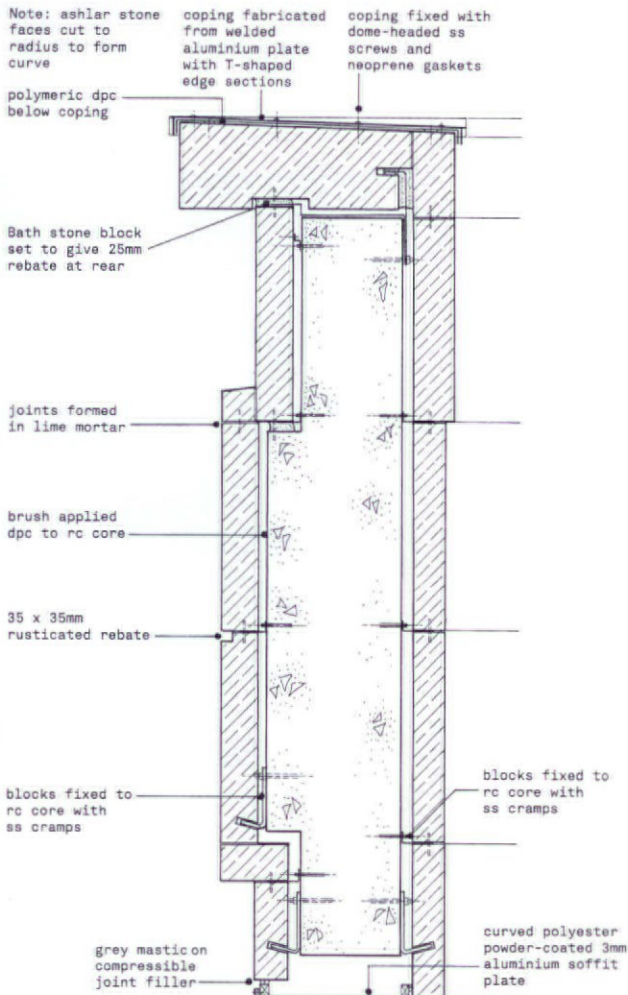 Note: ashlar stone
faces cut to
radius to form
curve
coping fabricated
from welded
aluminium plate
with T-shaped
edge sections
coping fixed with
dome-headed ss
screws and
neoprene gaskets
polymeric dpc
below coping
Bath stone block
set to give 25mm
rebate at rear
joints formed
in lime mortar
brush applied
dpc to rc core
35 x 35mm
rusticated rebate
blocks fixed to
rc core with
ss cramps
blocks fixed to
rc core with
ss cramps
grey mastic on
compressible
joint filler
curved polyester
powder-coated 3mm
aluminium soffit
plate